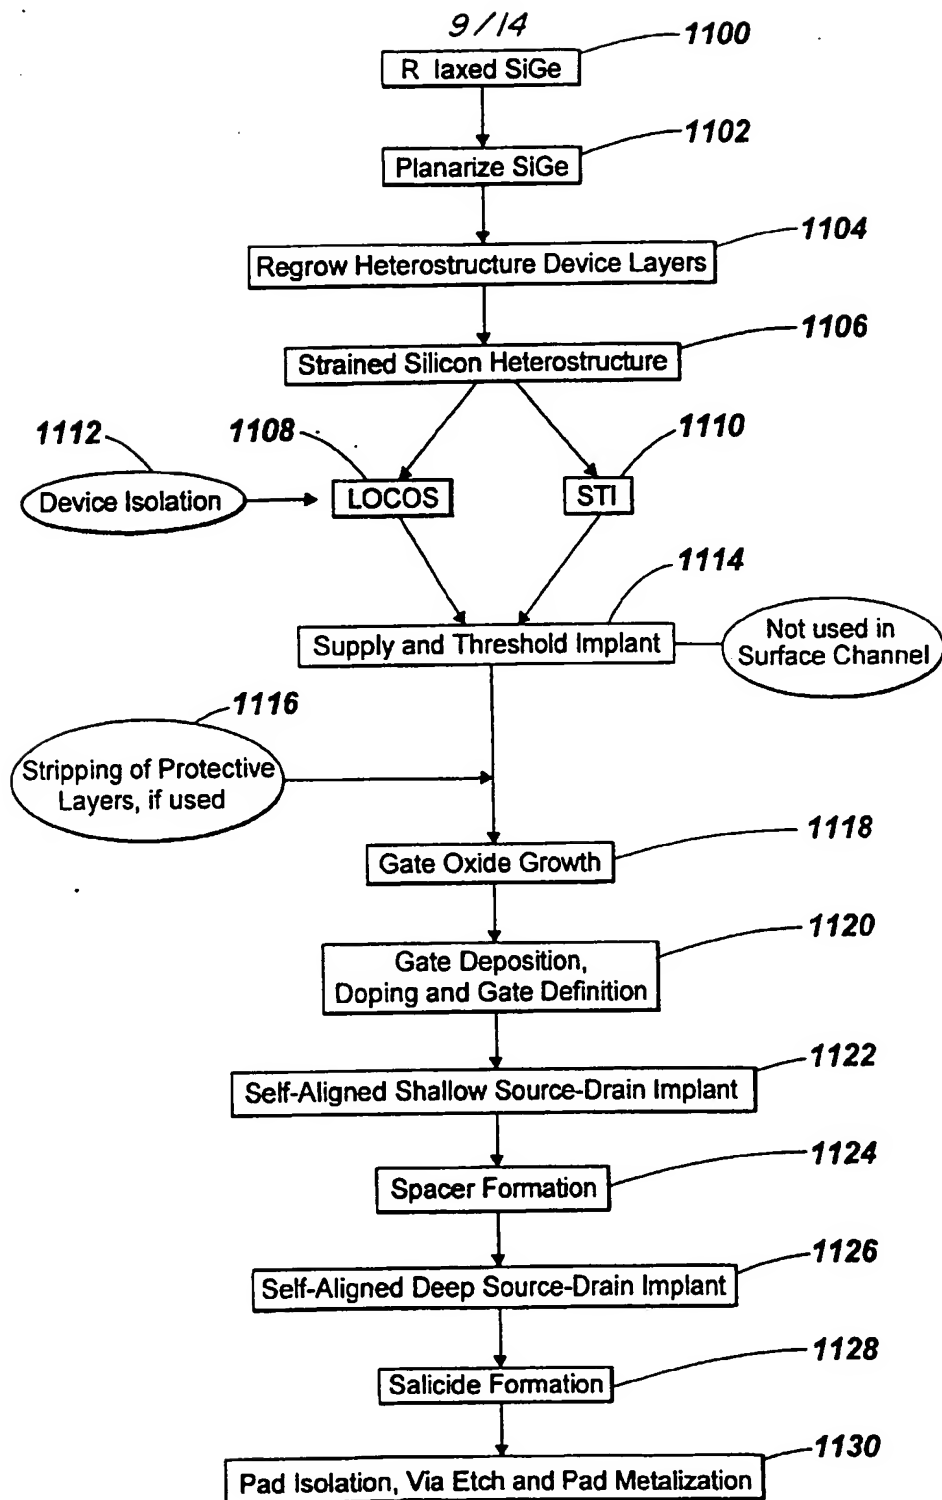 9/14
1100
R laxed SiGe
1102
Planarize SiGe
1104
Regrow Heterostructure Device Layers
1106
Strained Silicon Heterostructure
1112
1108
1110
Device Isolation
LOCOS
STI
1114
Supply and Threshold Implant
Not used in
Surface Channel
1116
Stripping of Protective
Layers, if used
1118
Gate Oxide Growth
1120
Gate Deposition,
Doping and Gate Definition
1122
Self-Aligned Shallow Source-Drain Implant
1124
Spacer Formation
1126
Self-Aligned Deep Source-Drain Implant
1128
Salicide Formation
1130
Pad Isolation, Via Etch and Pad Metalization